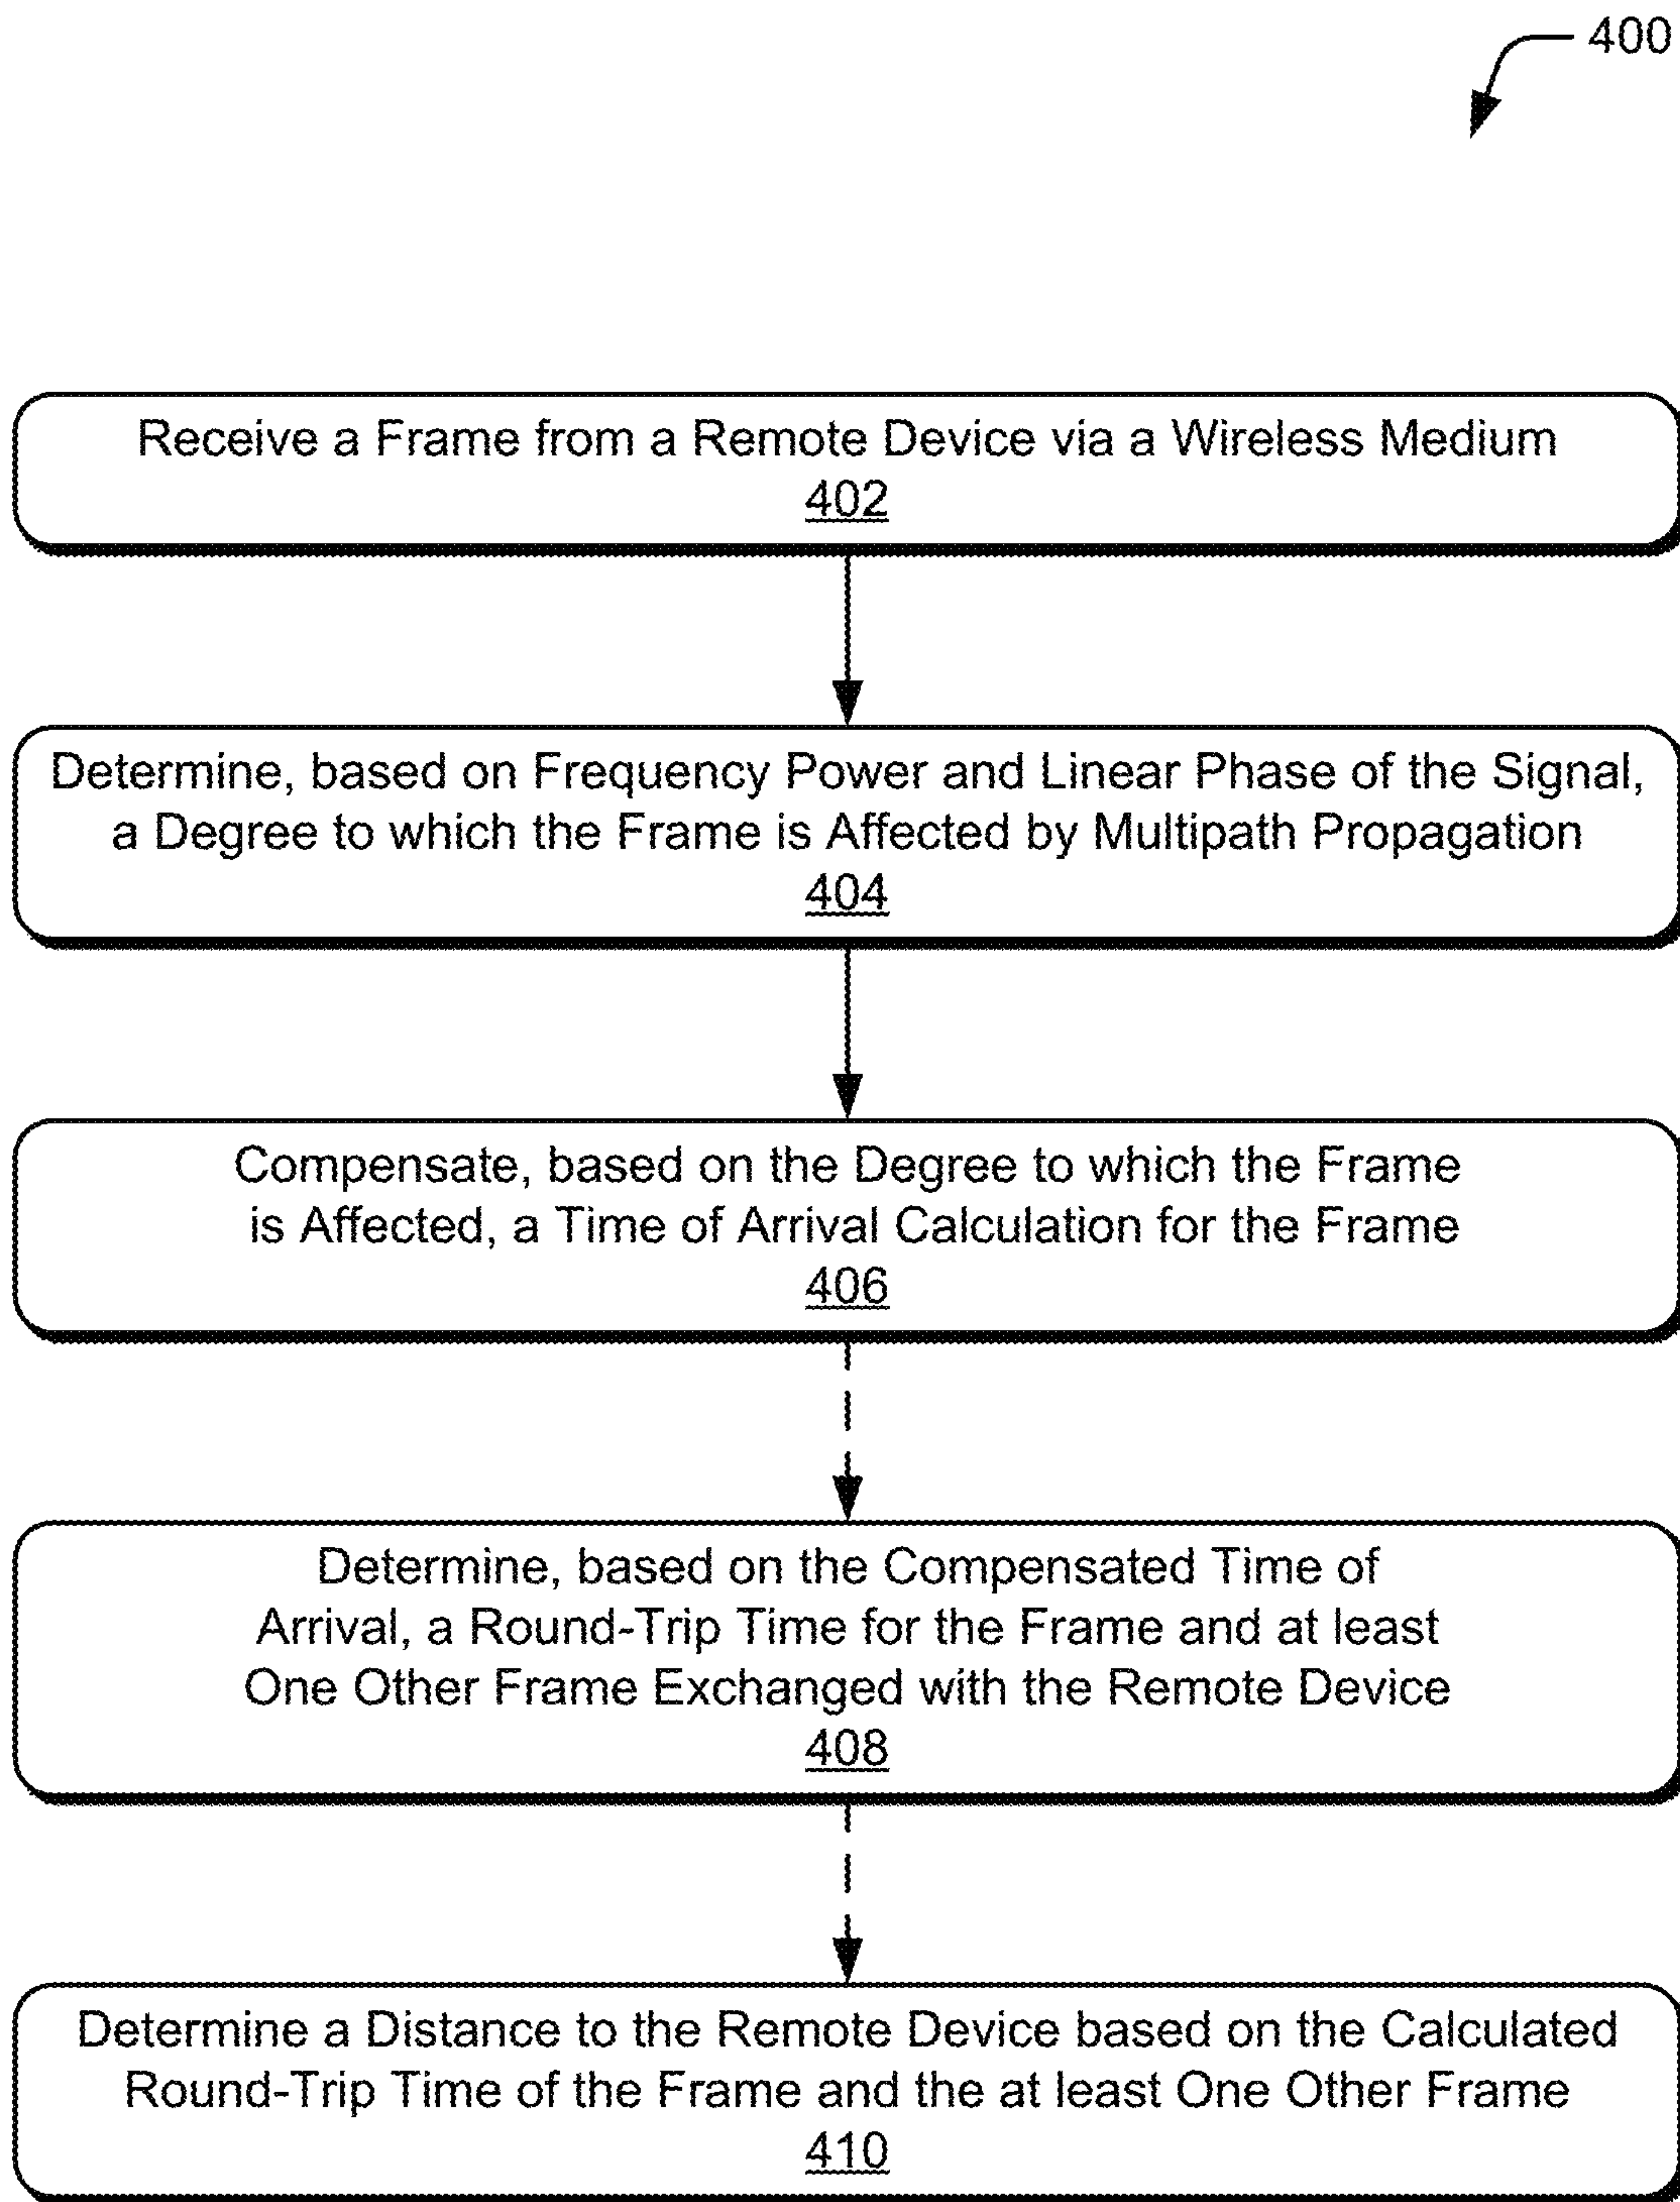 400
Receive a Frame from a Remote Device via a Wireless Medium
402
Determine, based on Frequency Power and Linear Phase of the Signal,
a Degree to which the Frame is Affected by Multipath Propagation
404
Compensate, based on the Degree to which the Frame
is Affected, a Time of Arrival Calculation for the Frame
406
Determine, based on the Compensated Time of
Arrival, a Round-Trip Time for the Frame and at least
One Other Frame Exchanged with the Remote Device
408
Determine a Distance to the Remote Device based on the Calculated
Round-Trip Time of the Frame and the at least One Other Frame
410